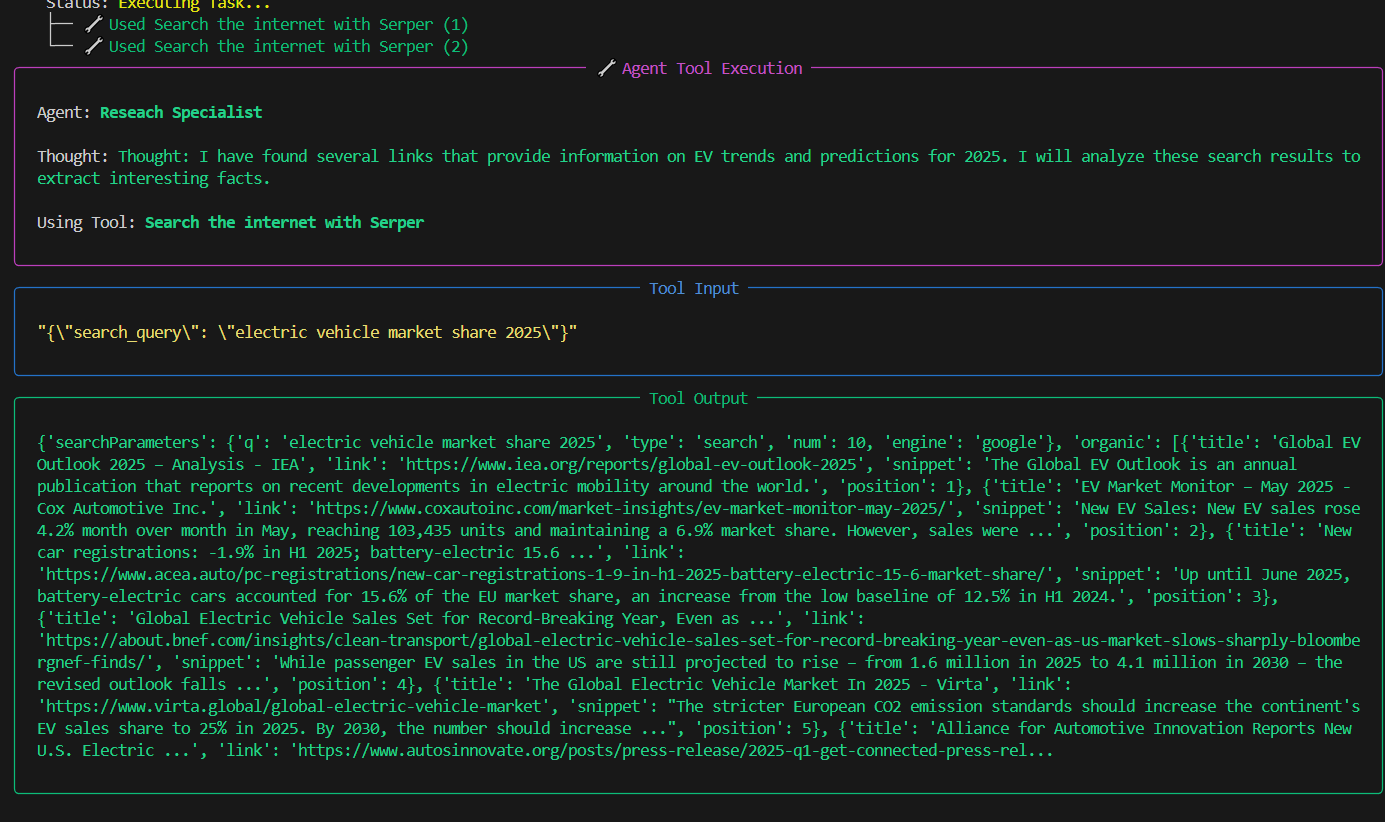 Status: Executing Task...
Used Search the internet with Serper (1)
Used Search the internet with Serper (2)
Agent Tool Execution
Agent: Reseach Specialist
Thought: Thought: I have found several links that provide information on EV trends and predictions for 2025. I will analyze these search results to
extract interesting facts.
Using Tool: Search the internet with Serper
Tool Input
"{\"search_query\": \"electric vehicle market share 2025\"}"
Tool Output
{'searchParameters': {'q': 'electric vehicle market share 2025', 'type': 'search', 'num': 10, 'engine': 'google'}, 'organic': [{'title': 'Global EV
Outlook 2025 – Analysis - IEA', 'link': 'https://www.iea.org/reports/global-ev-outlook-2025', 'snippet': 'The Global EV Outlook is an annual
publication that reports on recent developments in electric mobility around the world.', 'position': 1}, {'title': 'EV Market Monitor – May 2025 -
Cox Automotive Inc.', 'link': 'https://www.coxautoinc.com/market-insights/ev-market-monitor-may-2025/', 'snippet': 'New EV Sales: New EV sales rose
4.2% month over month in May, reaching 103,435 units and maintaining a 6.9% market share. However, sales were ...', 'position': 2}, {'title': 'New
car registrations: -1.9% in H1 2025; battery-electric 15.6 ...', 'link':
'https://www.acea.auto/pc-registrations/new-car-registrations-1-9-in-h1-2025-battery-electric-15-6-market-share/', 'snippet': 'Up until June 2025,
battery-electric cars accounted for 15.6% of the EU market share, an increase from the low baseline of 12.5% in H1 2024.', 'position': 3},
{'title': 'Global Electric Vehicle Sales Set for Record-Breaking Year, Even as ...', 'link':
'https://about.bnef.com/insights/clean-transport/global-electric-vehicle-sales-set-for-record-breaking-year-even-as-us-market-slows-sharply-bloombe
rgnef-finds/', 'snippet': 'While passenger EV sales in the US are still projected to rise – from 1.6 million in 2025 to 4.1 million in 2030 – the
revised outlook falls ...', 'position': 4}, {'title': 'The Global Electric Vehicle Market In 2025 - Virta', 'link':
'https://www.virta.global/global-electric-vehicle-market', 'snippet': "The stricter European CO2 emission standards should increase the continent's
EV sales share to 25% in 2025. By 2030, the number should increase ...", 'position': 5}, {'title': 'Alliance for Automotive Innovation Reports New
U.S. Electric ...', 'link': 'https://www.autosinnovate.org/posts/press-release/2025-q1-get-connected-press-rel...